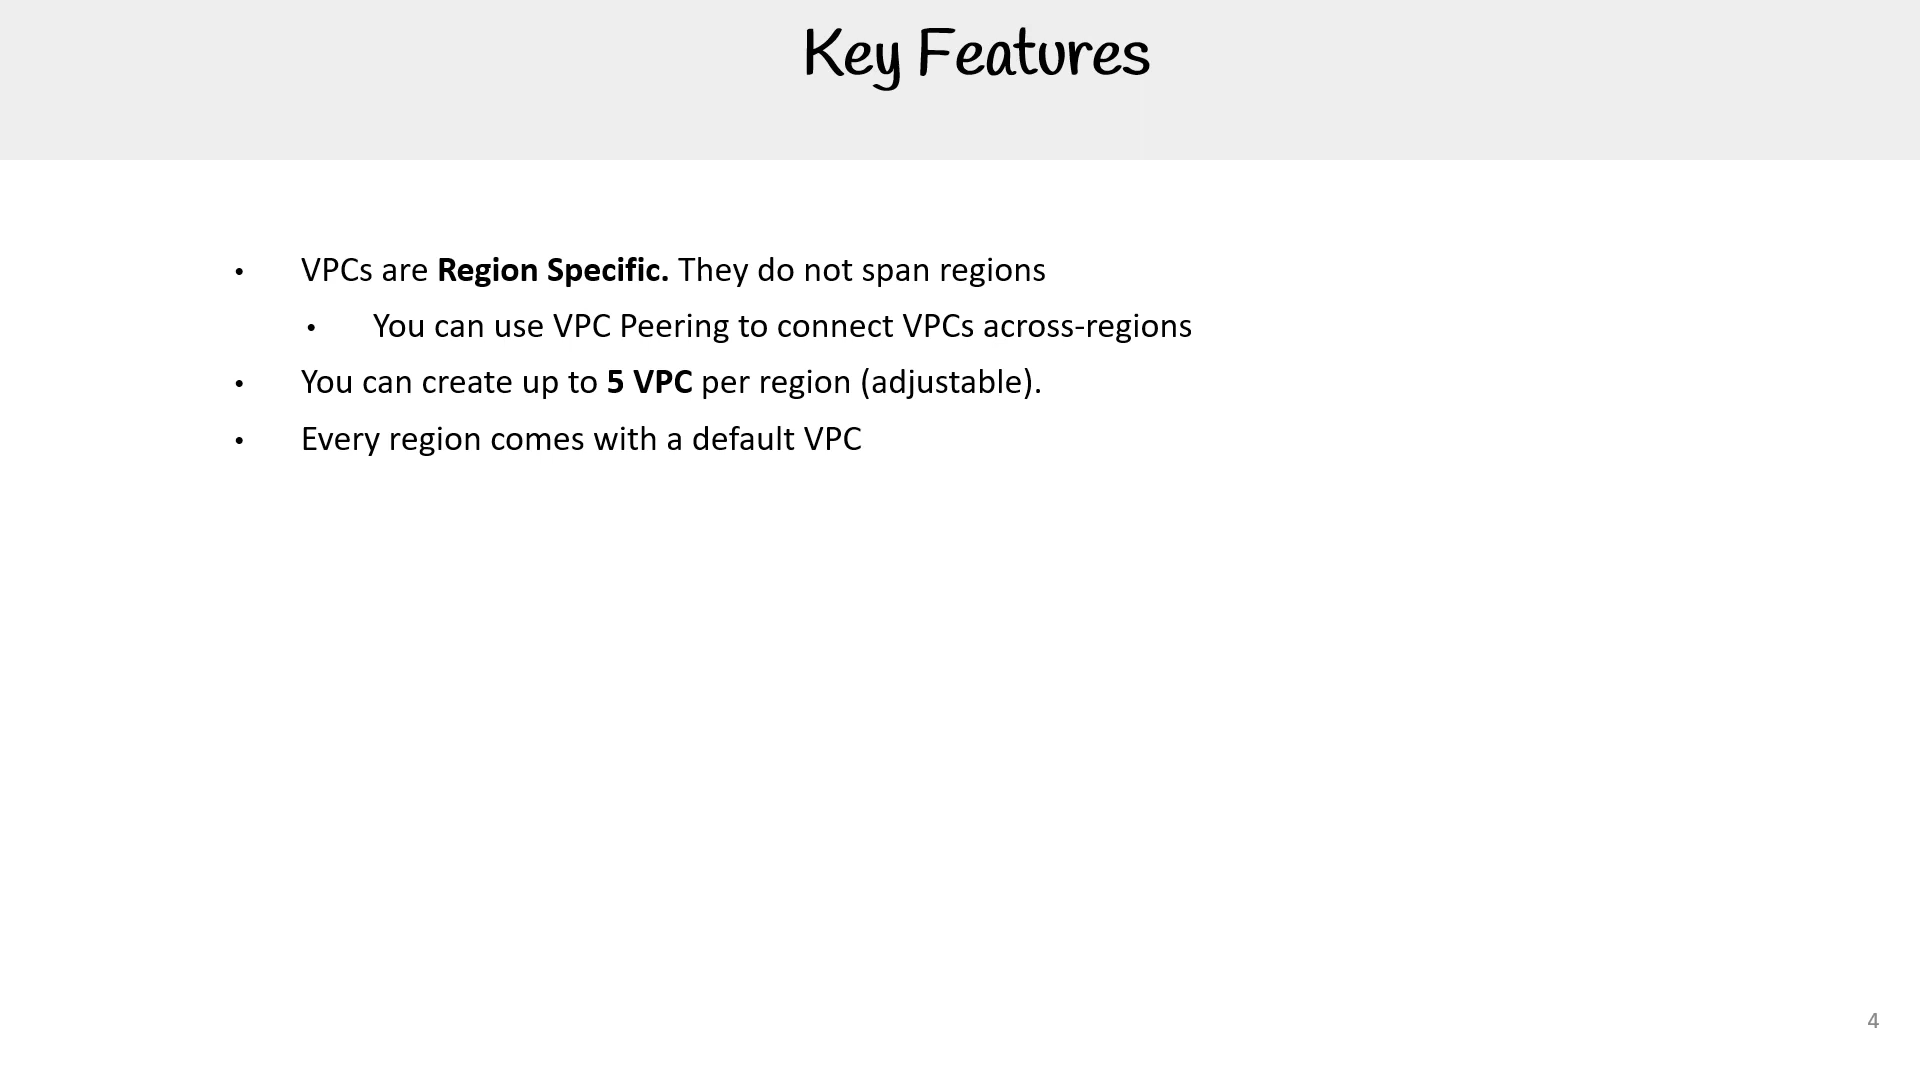 Key Features
• VPCs are Region Specific. They do not span regions
• You can use VPC Peering to connect VPCs across-regions
• You can create up to 5 VPC per region (adjustable).
• Every region comes with a default VPC
4